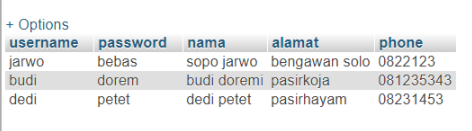 + Options
username password nama alamat phone
jarwo bebas sopo jarwo bengawan solo 0822123
budi dorem budi doremi pasirkoja 081235343
dedi petet dedi petet pasirhayam 08231453